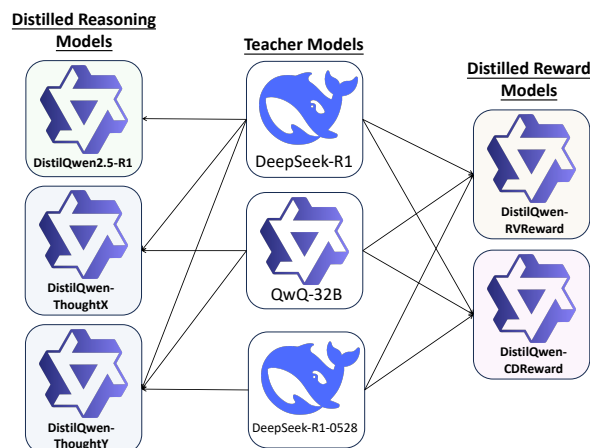 Distilled Reasoning
Models
DistilQwen2.5-R1
DistilQwen-
ThoughtX
DistilQwen-
ThoughtY
Teacher Models
DeepSeek-R1
QwQ-32B
DeepSeek-R1-0528
Distilled Reward
Models
DistilQwen-
RVReward
DistilQwen-
CDReward